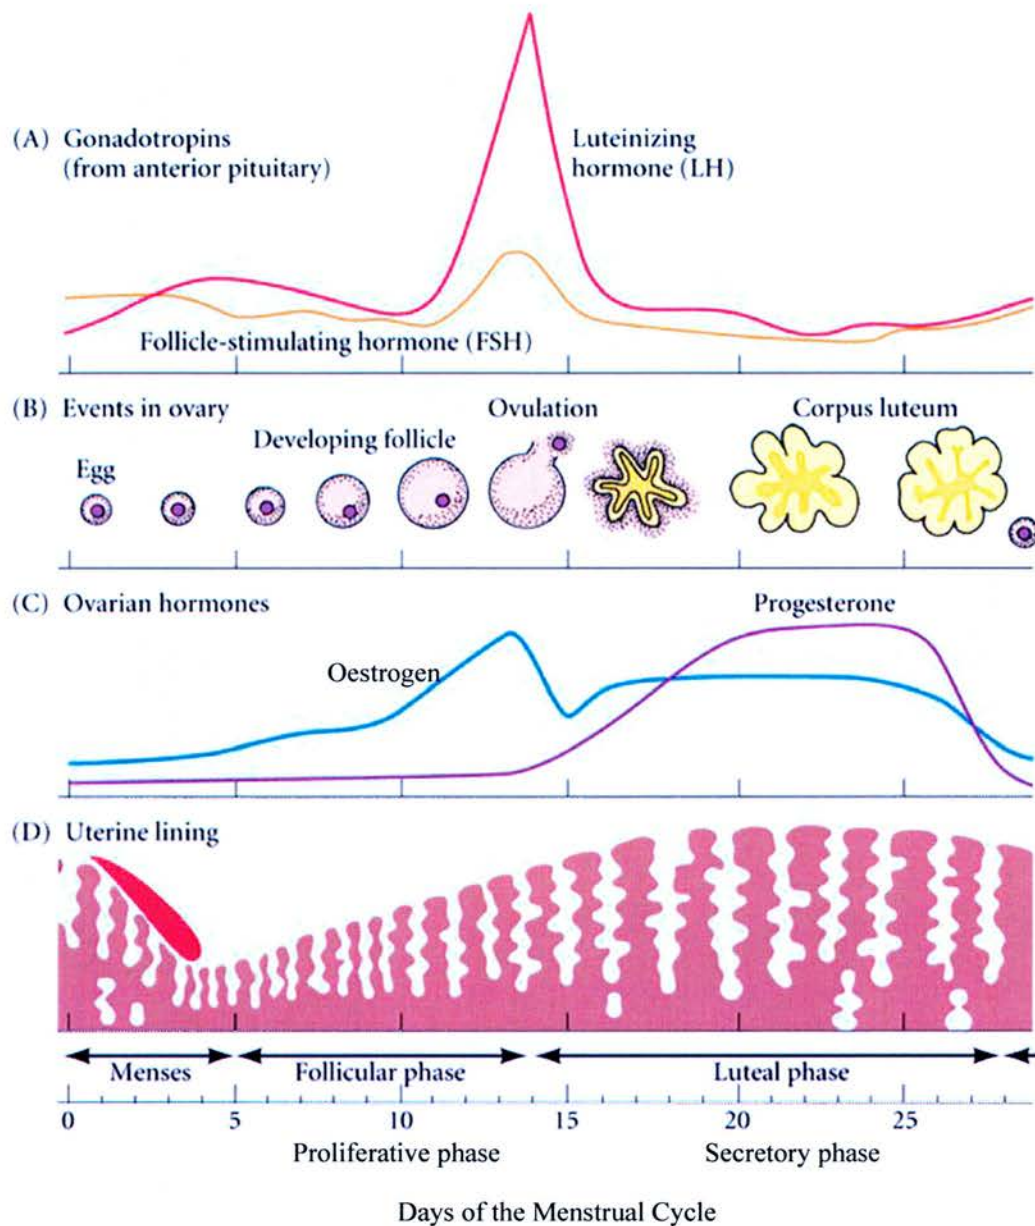 (A) Gonadotropins
(from anterior pituitary)
Luteinizing
hormone (LH)
Follicle-stimulating hormone (FSH)
(B) Events in ovary
Ovulation
Corpus luteum
Developing follicle
Egg
(C) Ovarian hormones
Progesterone
Oestrogen
(D) Uterine lining
Menses
Follicular phase
Luteal phase
0 5 10 15 20 25
Proliferative phase
Secretory phase
Days of the Menstrual Cycle